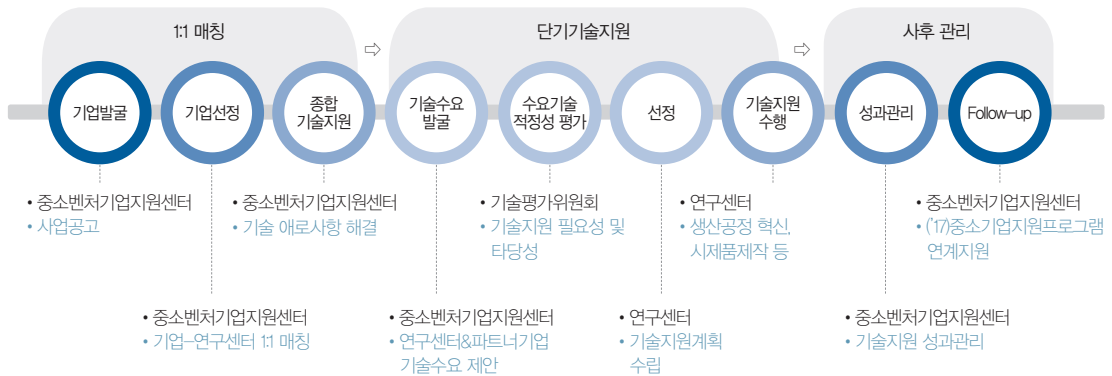 1:1 매칭
⇨
단기기술지원
⇨
사후 관리
기업발굴
기업선정
종합
기술지원
기술수요
발굴
수요기술
적정성 평가
선정
기술지원
수행
성과관리
Follow-up
• 중소벤처기업지원센터
• 사업공고
• 중소벤처기업지원센터
• 기술 애로사항 해결
• 기술평가위원회
• 기술지원 필요성 및
타당성
• 연구센터
• 생산공정 혁신,
시제품제작 등
• 중소벤처기업지원센터
• ('17)중소기업지원프로그램
연계지원
• 중소벤처기업지원센터
• 기업-연구센터 1:1 매칭
• 중소벤처기업지원센터
• 연구센터&파트너기업
기술수요 제안
• 연구센터
• 기술지원계획
수립
• 중소벤처기업지원센터
• 기술지원 성과관리